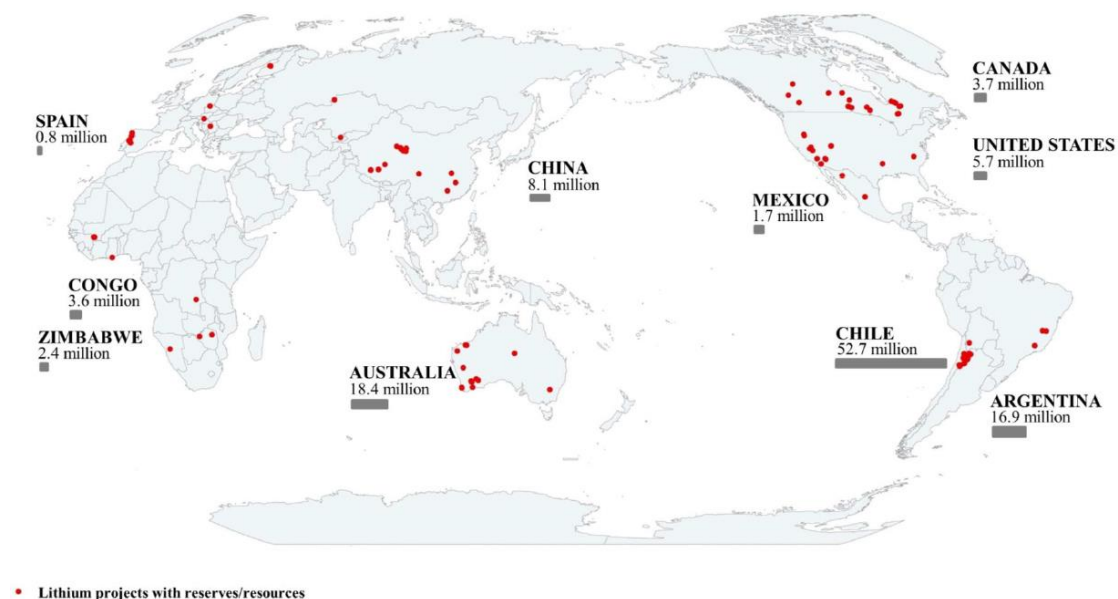 CANADA
3.7 million
SPAIN
0.8 million
UNITED STATES
5.7 million
CHINA
8.1 million
MEXICO
1.7 million
CONGO
3.6 million
ZIMBABWE
2.4 million
CHILE
52.7 million
AUSTRALIA
18.4 million
ARGENTINA
16.9 million
Lithium projects with reserves/resources